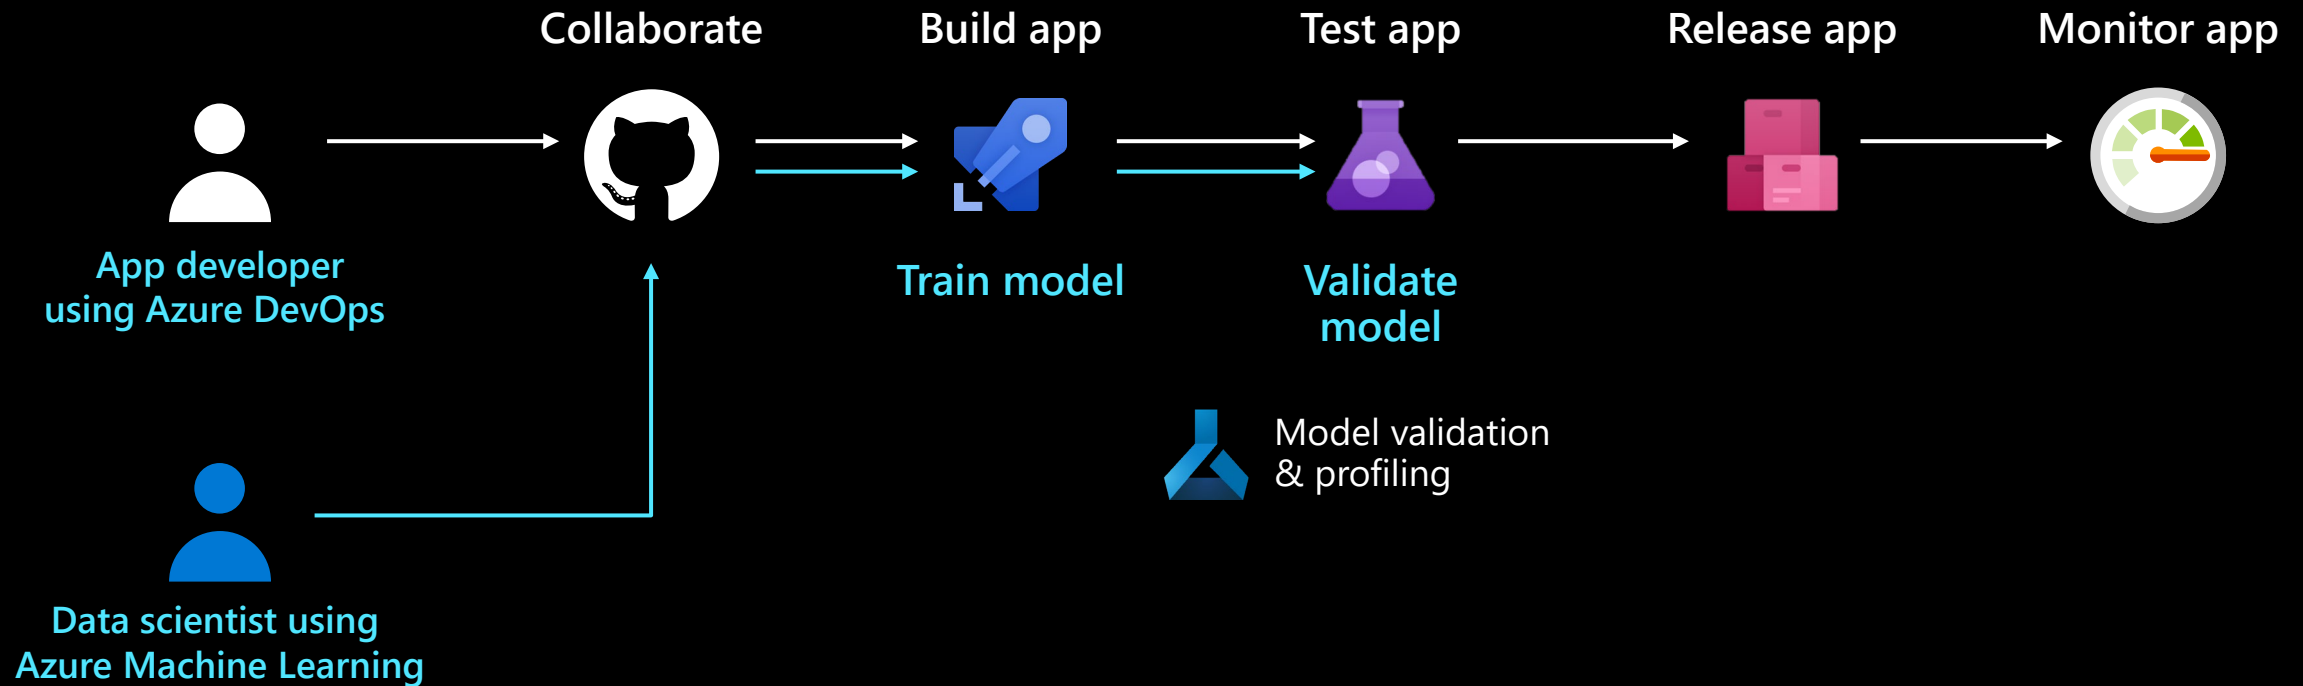 Collaborate
Build app
Test app
Release app
Monitor app
App developer
using Azure DevOps
Train model
Validate
model
Model validation
& profiling
Data scientist using
Azure Machine Learning